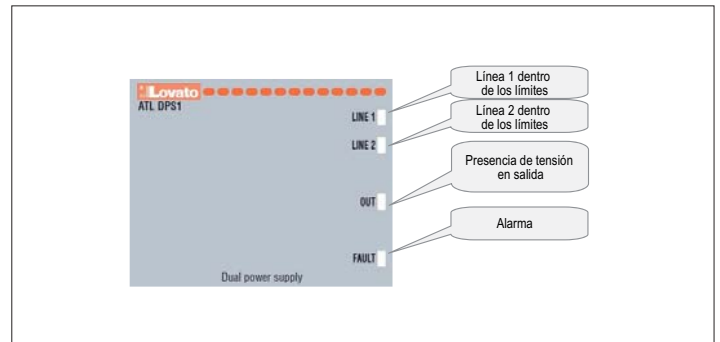 Lovato
ATL DPS1
LINE 1
LINE 2
OUT
FAULT
Dual power supply
Línea 1 dentro
de los límites
Línea 2 dentro
de los límites
Presencia de tensión
en salida
Alarma